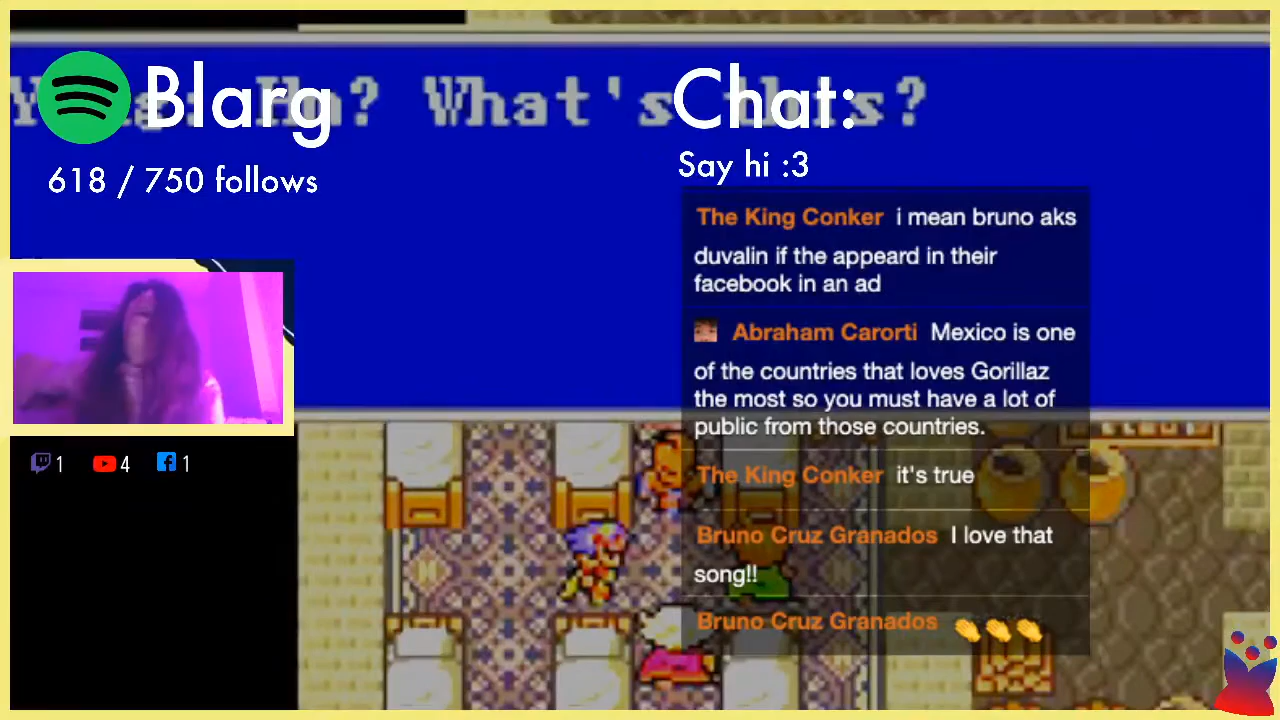 Hm? What's this?
Blarg
618 / 750 follows
1 4 1
Chat:
Say hi :3
The King Conker i mean bruno aks
duvalin if the appeard in their
facebook in an ad
Abraham Carorti Mexico is one
of the countries that loves Gorillaz
the most so you must have a lot of
public from those countries.
The King Conker it's true
Bruno Cruz Granados I love that
song!!
Bruno Cruz Granados 👏👏👏